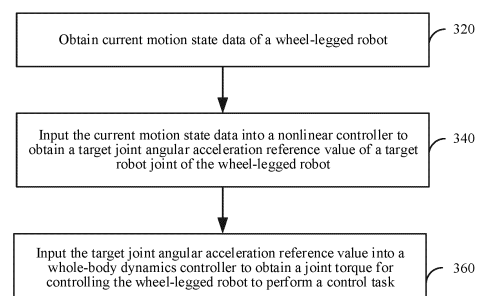 Obtain current motion state data of a wheel-legged robot
320
Input the current motion state data into a nonlinear controller to
obtain a target joint angular acceleration reference value of a target
robot joint of the wheel-legged robot
340
Input the target joint angular acceleration reference value into a
whole-body dynamics controller to obtain a joint torque for
controlling the wheel-legged robot to perform a control task
360